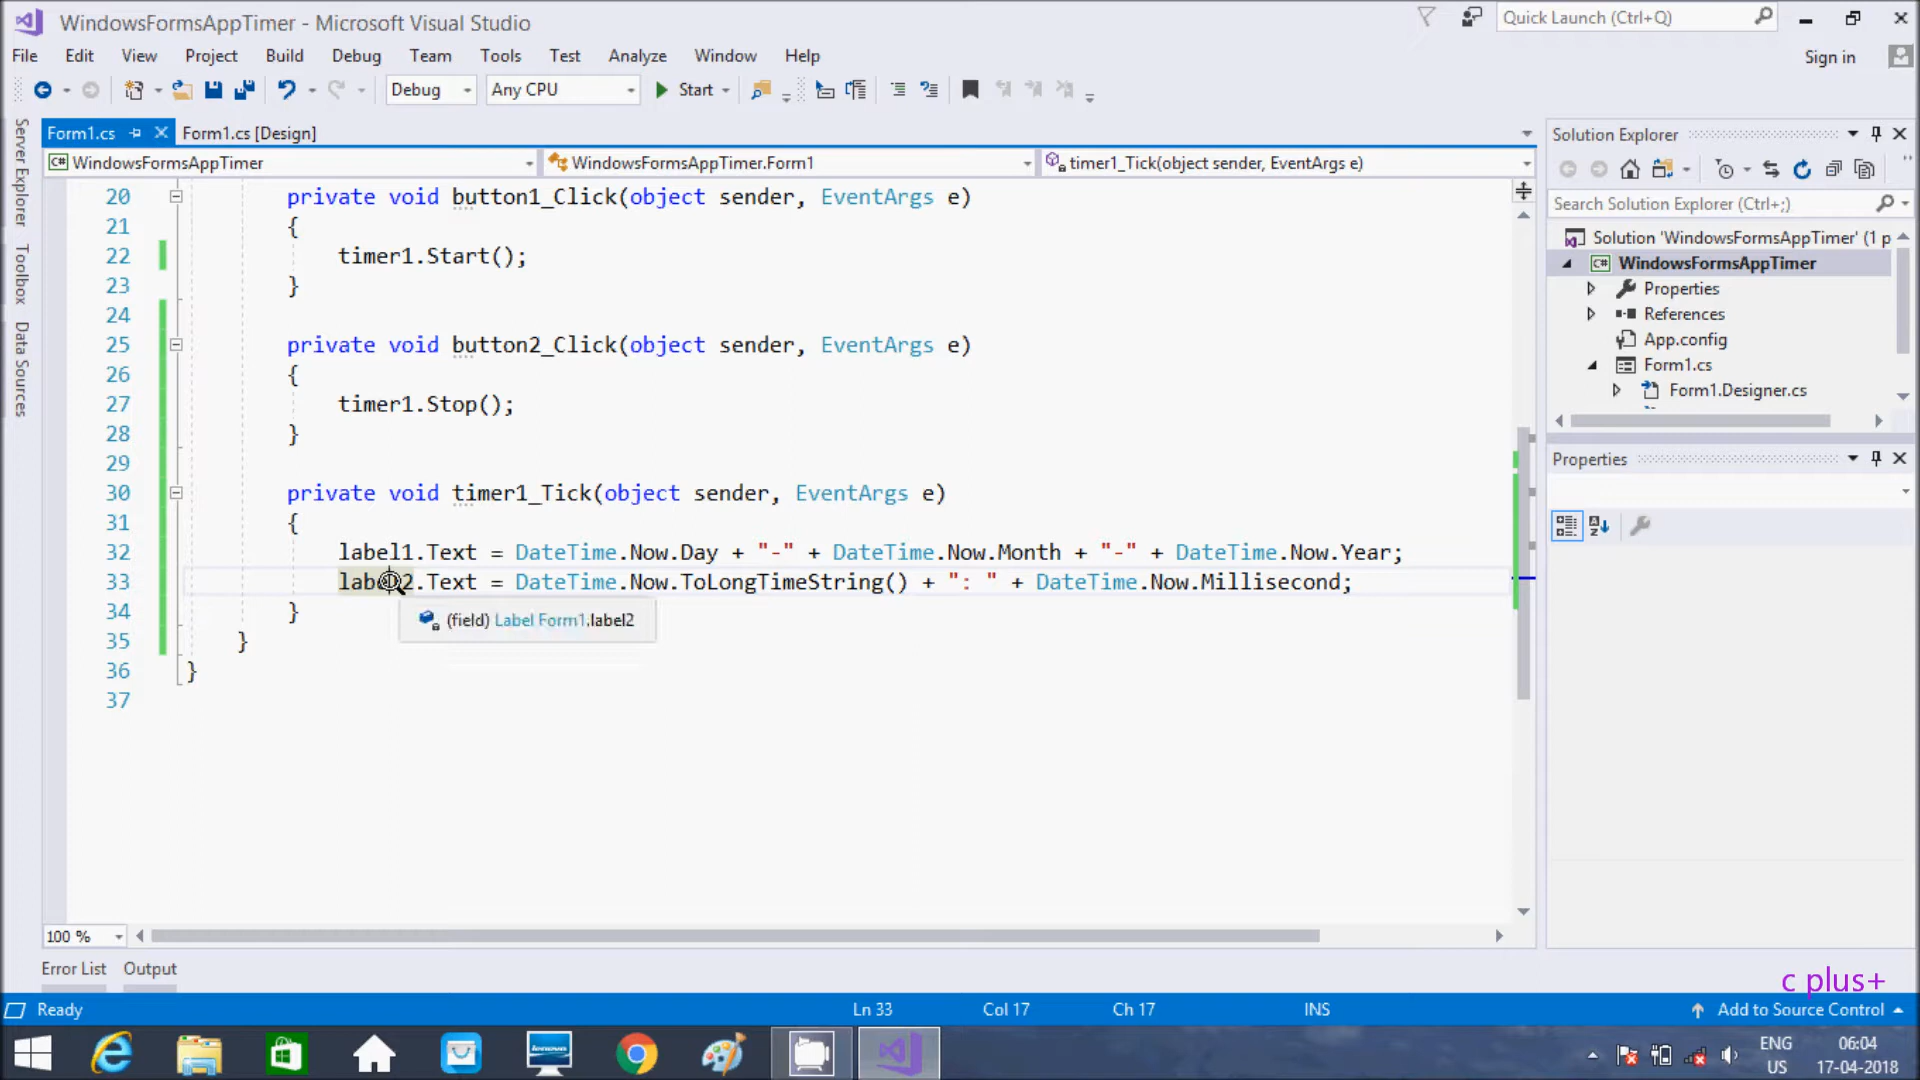 WindowsFormsAppTimer - Microsoft Visual Studio
Quick Launch (Ctrl+Q)
File Edit View Project Build Debug Team Tools Test Analyze Window Help
Sign in
Debug Any CPU Start
Server Explorer
Toolbox
Data Sources
Form1.cs Form1.cs [Design]
C# WindowsFormsAppTimer WindowsFormsAppTimer.Form1 timer1_Tick(object sender, EventArgs e)
20 private void button1_Click(object sender, EventArgs e)
21 {
22 timer1.Start();
23 }
24
25 private void button2_Click(object sender, EventArgs e)
26 {
27 timer1.Stop();
28 }
29
30 private void timer1_Tick(object sender, EventArgs e)
31 {
32 label1.Text = DateTime.Now.Day + "-" + DateTime.Now.Month + "-" + DateTime.Now.Year;
33 label2.Text = DateTime.Now.ToLongTimeString() + ": " + DateTime.Now.Millisecond;
34 }
(field) Label Form1.label2
35 }
36 }
37
100 %
Error List Output
Solution Explorer
Search Solution Explorer (Ctrl+;)
Solution 'WindowsFormsAppTimer' (1 p
C# WindowsFormsAppTimer
Properties
References
App.config
Form1.cs
Form1.Designer.cs
Properties
c plus+
Ready Ln 33 Col 17 Ch 17 INS Add to Source Control
lenovo
ENG
US
06:04
17-04-2018